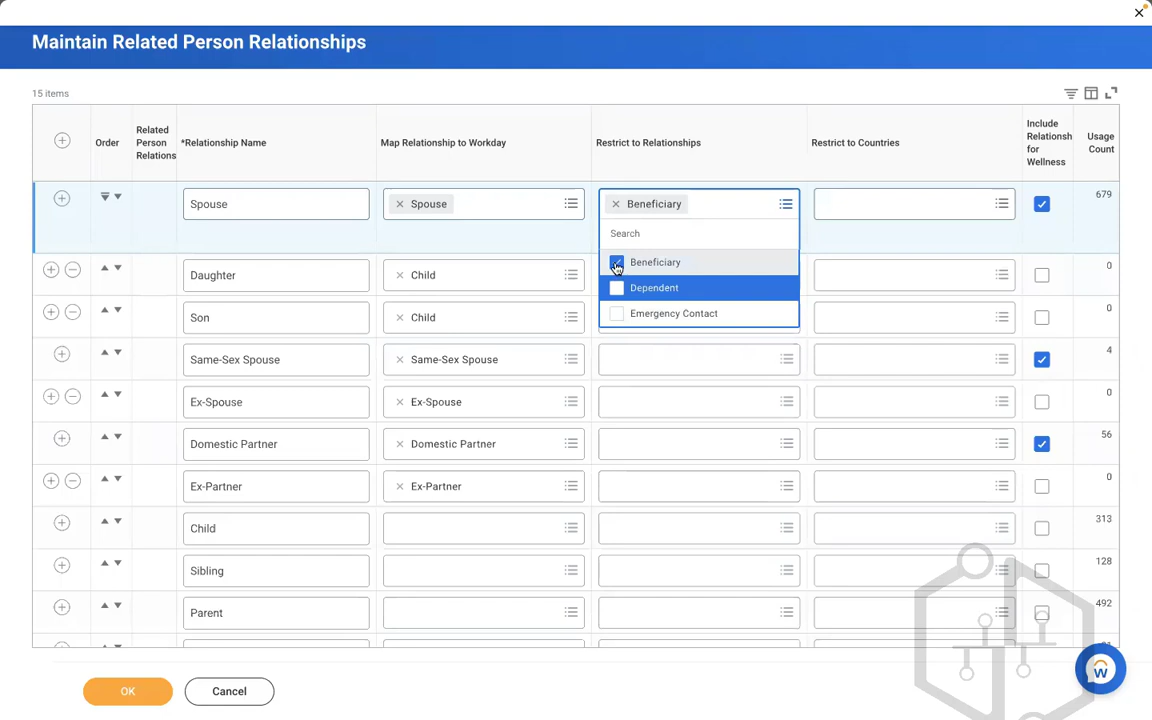 Maintain Related Person Relationships
15 items
Order
Related
Person
Relations
*Relationship Name
Map Relationship to Workday
Restrict to Relationships
Restrict to Countries
Include
Relationsh
for
Wellness
Usage
Count
Spouse
× Spouse
× Beneficiary
679
Search
Beneficiary
Dependent
Emergency Contact
Daughter
× Child
0
Son
× Child
0
Same-Sex Spouse
× Same-Sex Spouse
4
Ex-Spouse
× Ex-Spouse
0
Domestic Partner
× Domestic Partner
56
Ex-Partner
× Ex-Partner
0
Child
313
Sibling
128
Parent
492
OK
Cancel
W